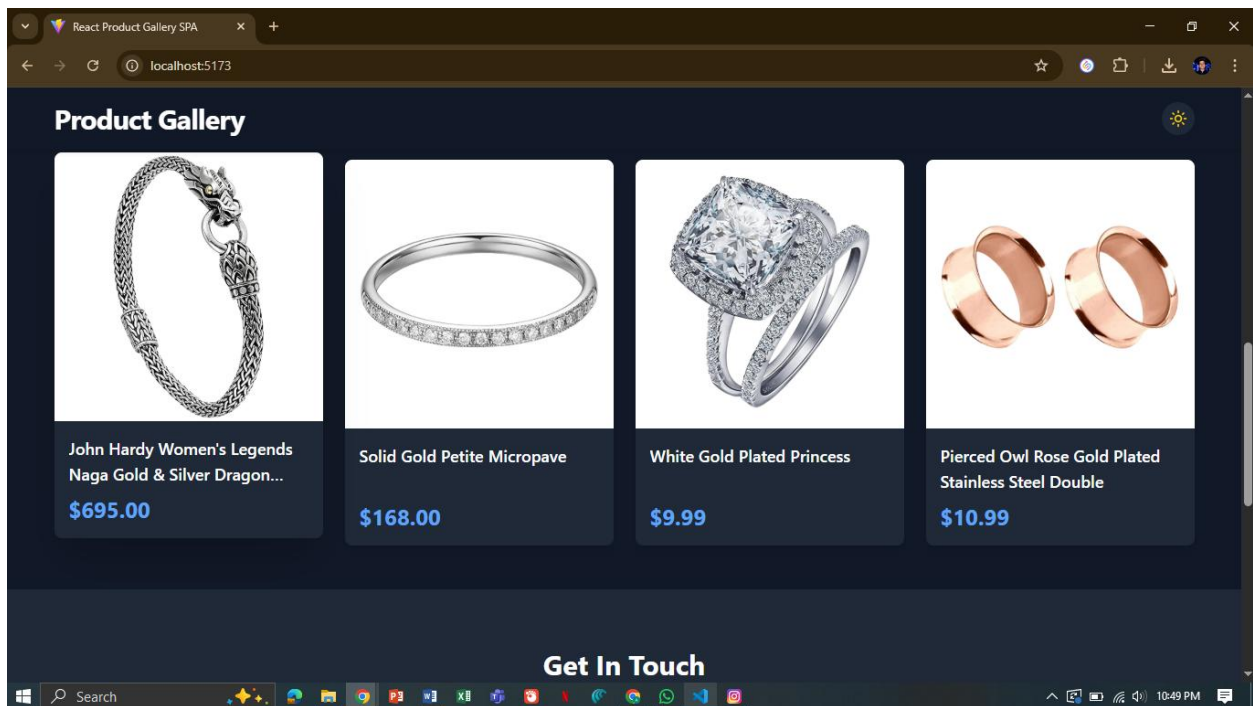 React Product Gallery SPA
localhost:5173
Product Gallery
John Hardy Women's Legends
Naga Gold & Silver Dragon...
$695.00
Solid Gold Petite Micropave
$168.00
White Gold Plated Princess
$9.99
Pierced Owl Rose Gold Plated
Stainless Steel Double
$10.99
Get In Touch
Search
10:49 PM